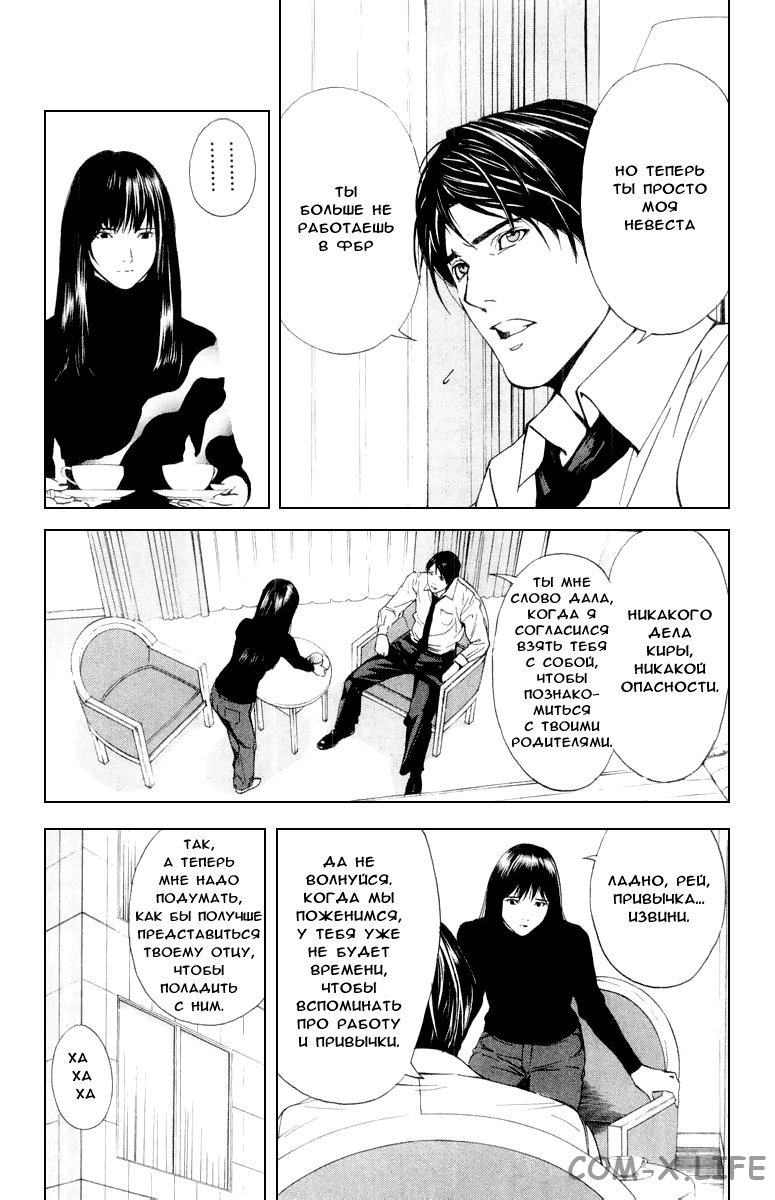 НО ТЕПЕРЬ
ТЫ ПРОСТО
МОЯ
НЕВЕСТА
ТЫ
БОЛЬШЕ НЕ
РАБОТАЕШЬ
В ФБР
НИКАКОГО
ДЕЛА
КИРЫ,
НИКАКОЙ
ОПАСНОСТИ.
ТЫ МНЕ
СЛОВО ДАЛА,
КОГДА Я
СОГЛАСИЛСЯ
ВЗЯТЬ ТЕБЯ
С СОБОЙ,
ЧТОБЫ
ПОЗНАКО-
МИТЬСЯ
С ТВОИМИ
РОДИТЕЛЯМИ.
ЛАДНО, РЕЙ,
ПРИВЫЧКА...
ИЗВИНИ.
ДА НЕ
ВОЛНУЙСЯ.
КОГДА МЫ
ПОЖЕНИМСЯ,
У ТЕБЯ УЖЕ
НЕ БУДЕТ
ВРЕМЕНИ,
ЧТОБЫ
ВСПОМИНАТЬ
ПРО РАБОТУ
И ПРИВЫЧКИ.
ТАК,
А ТЕПЕРЬ
МНЕ НАДО
ПОДУМАТЬ,
КАК БЫ ПОЛУЧШЕ
ПРЕДСТАВИТЬСЯ
ТВОЕМУ ОТЦУ,
ЧТОБЫ
ПОЛАДИТЬ
С НИМ.
ХА
ХА
ХА
COM-X.LIFE